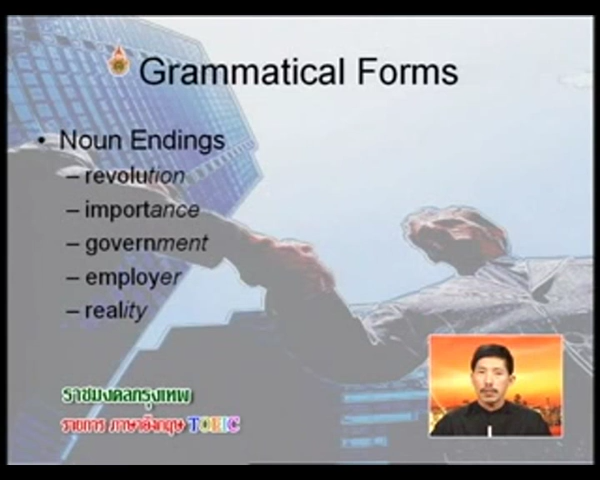 Grammatical Forms
• Noun Endings
– revolution
– importance
– government
– employer
– reality
ราชมงคลกรุงเทพ
รายการ ภาษาอังกฤษ TOEIC